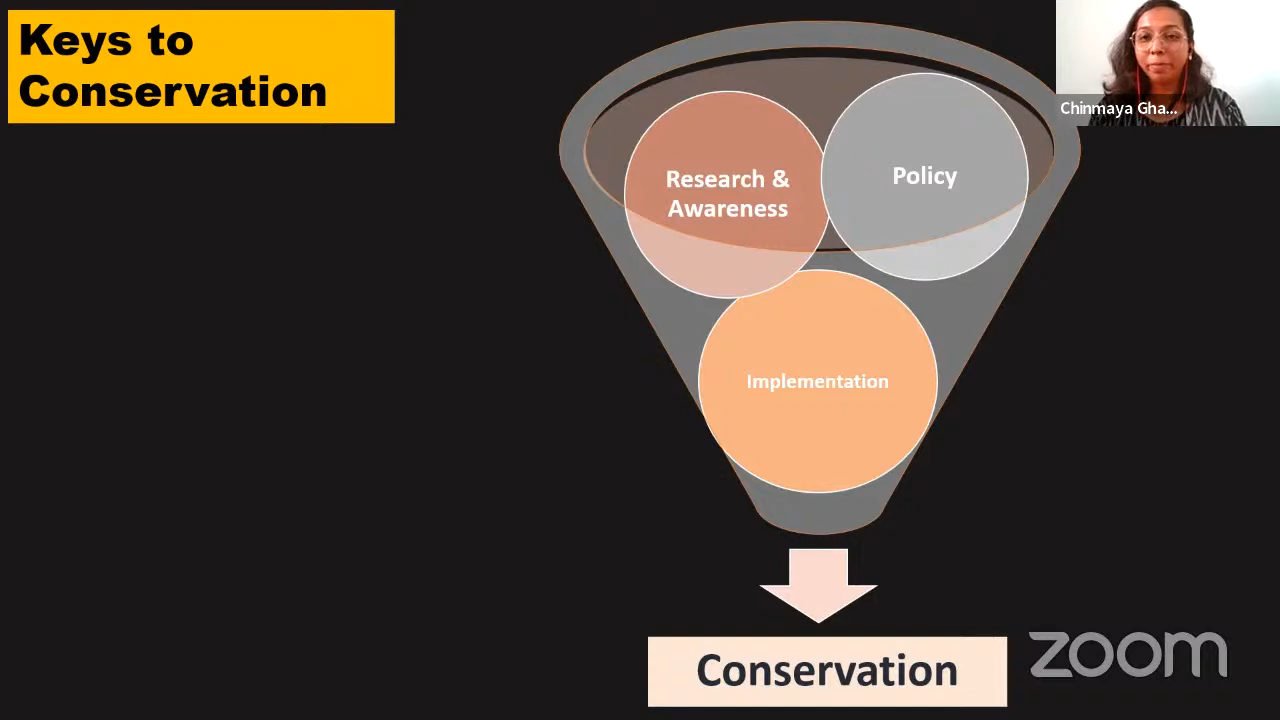 Keys to
Conservation
Chinmaya Gha...
Research &
Awareness
Policy
Implementation
Conservation
zoom